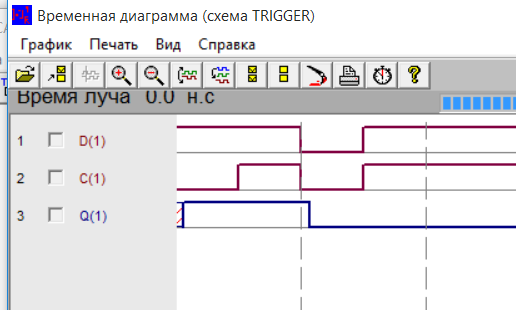 Временная диаграмма (схема TRIGGER)
График Печать Вид Справка
Время луча 0.0 н.с
1 D(1)
2 C(1)
3 Q(1)